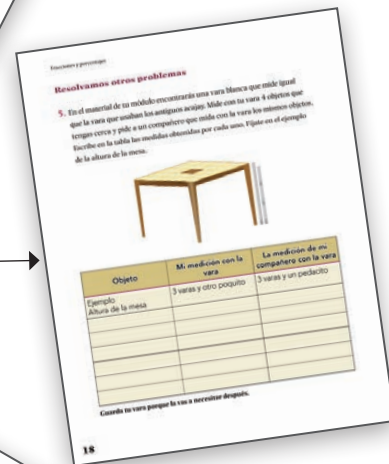 Fracciones y porcentajes
Resolvamos otros problemas
5. En el material de tu módulo encontrarás una vara blanca que mide igual
que la vara que usaban los antiguos acajay. Mide con tu vara 4 objetos que
tengas cerca y pide a un compañero que mida con la vara los mismos objetos.
Escribe en la tabla las medidas obtenidas por cada uno. Fíjate en el ejemplo
de la altura de la mesa.
Objeto
Mi medición con la
vara
La medición de mi
compañero con la vara
Ejemplo
Altura de la mesa
3 varas y otro poquito
3 varas y un pedacito
Guarda tu vara porque la vas a necesitar después.
18